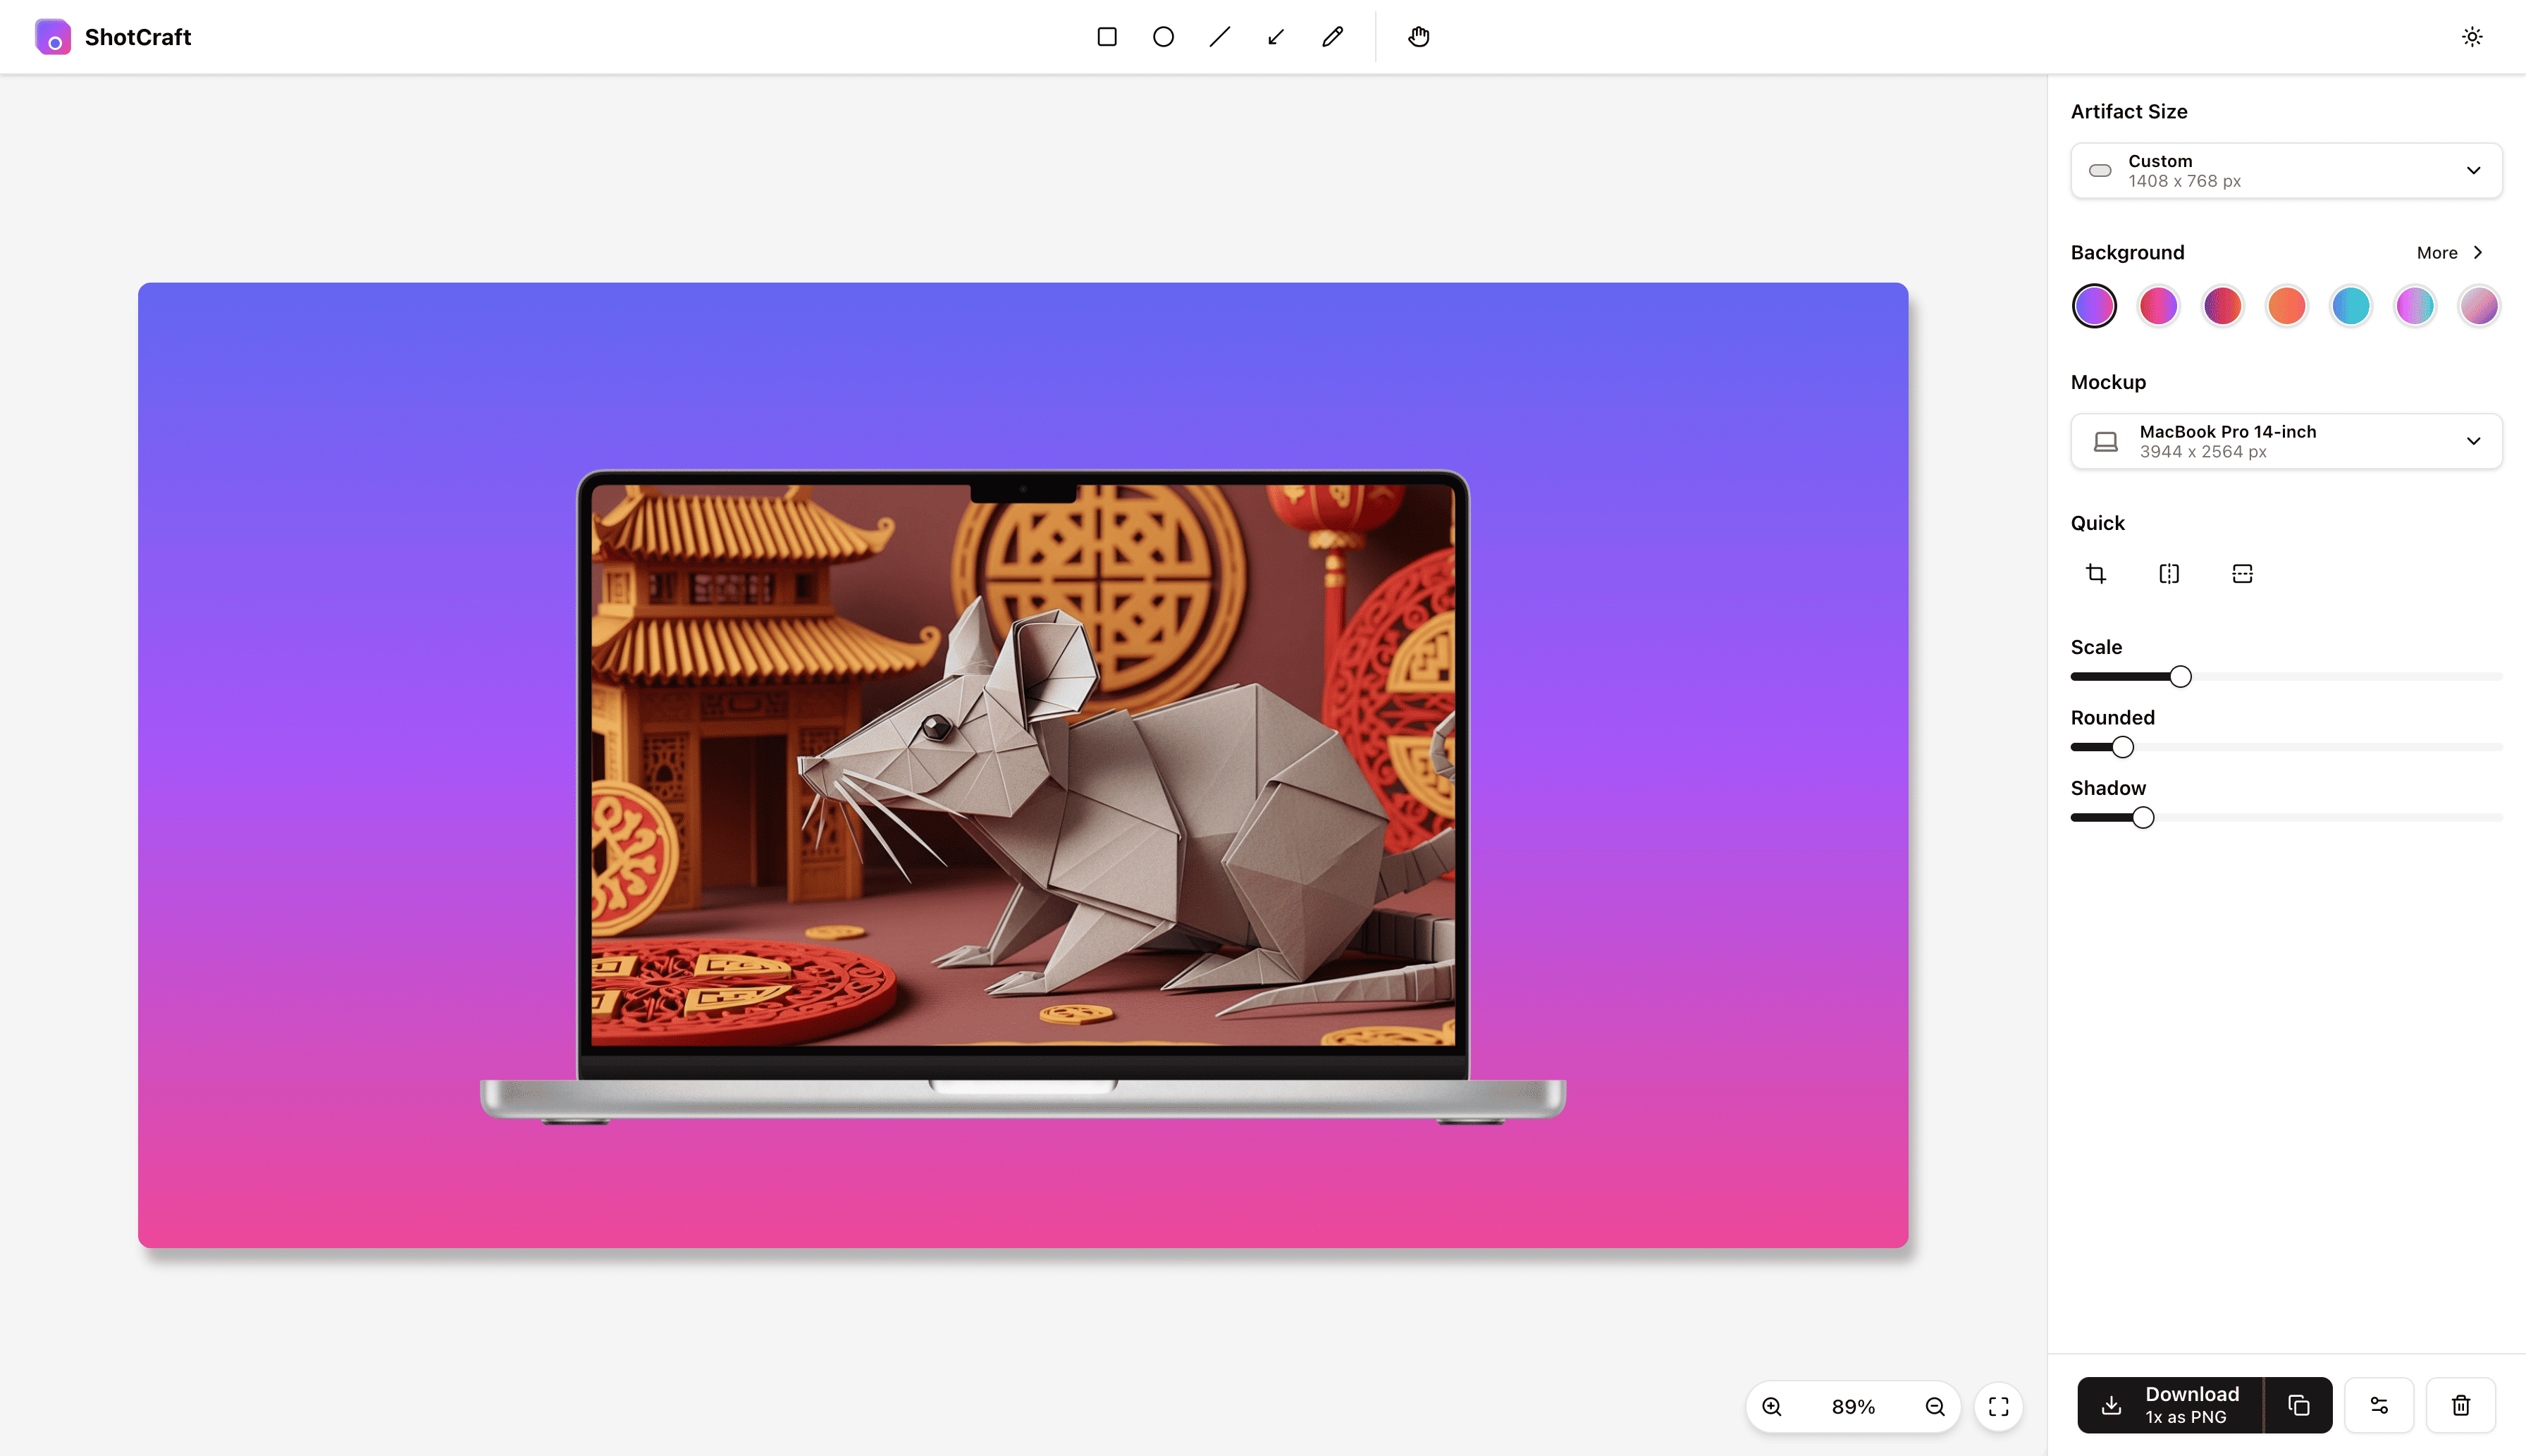 ShotCraft
Artifact Size
Custom
1408 x 768 px
Background
More
Mockup
MacBook Pro 14-inch
3944 x 2564 px
Quick
Scale
Rounded
Shadow
89%
Download
1x as PNG